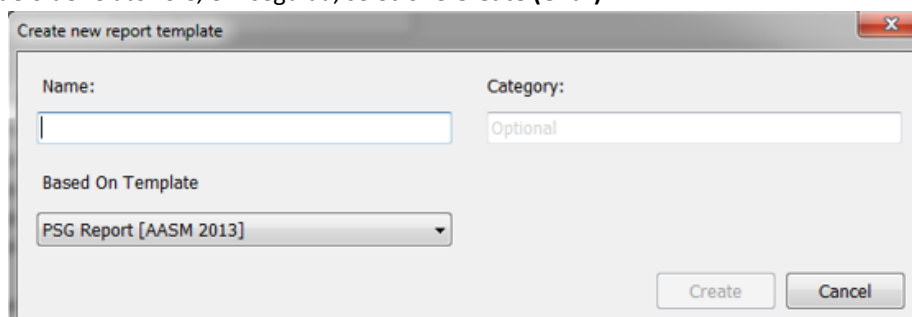 Create new report template
Name:
Category:
Optional
Based On Template
PSG Report [AASM 2013]
Create
Cancel